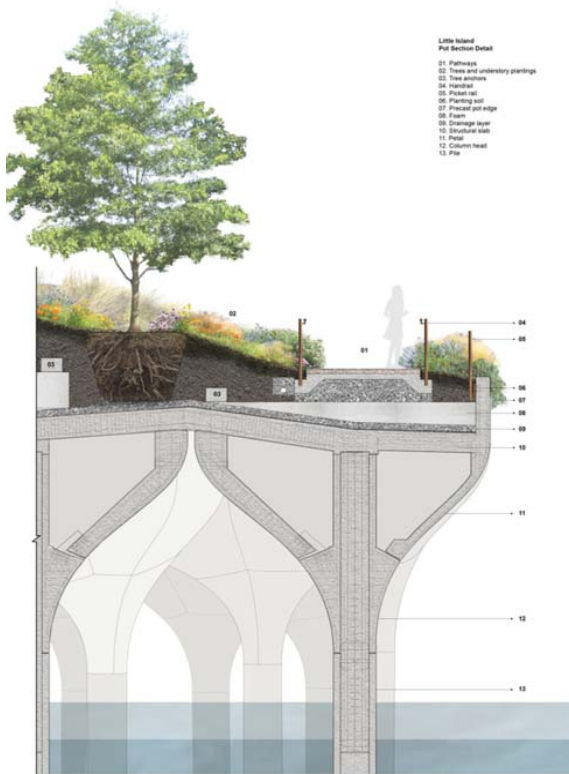 Little Island
Pot Section Detail
01. Pathways
02. Trees and understory plantings
03. Tree anchors
04. Handrail
05. Picket rail
06. Planting soil
07. Precast pot edge
08. Foam
09. Drainage layer
10. Structural slab
11. Petal
12. Column head
13. Pile
02
04
05
01
03
03
06
07
08
09
10
11
12
13